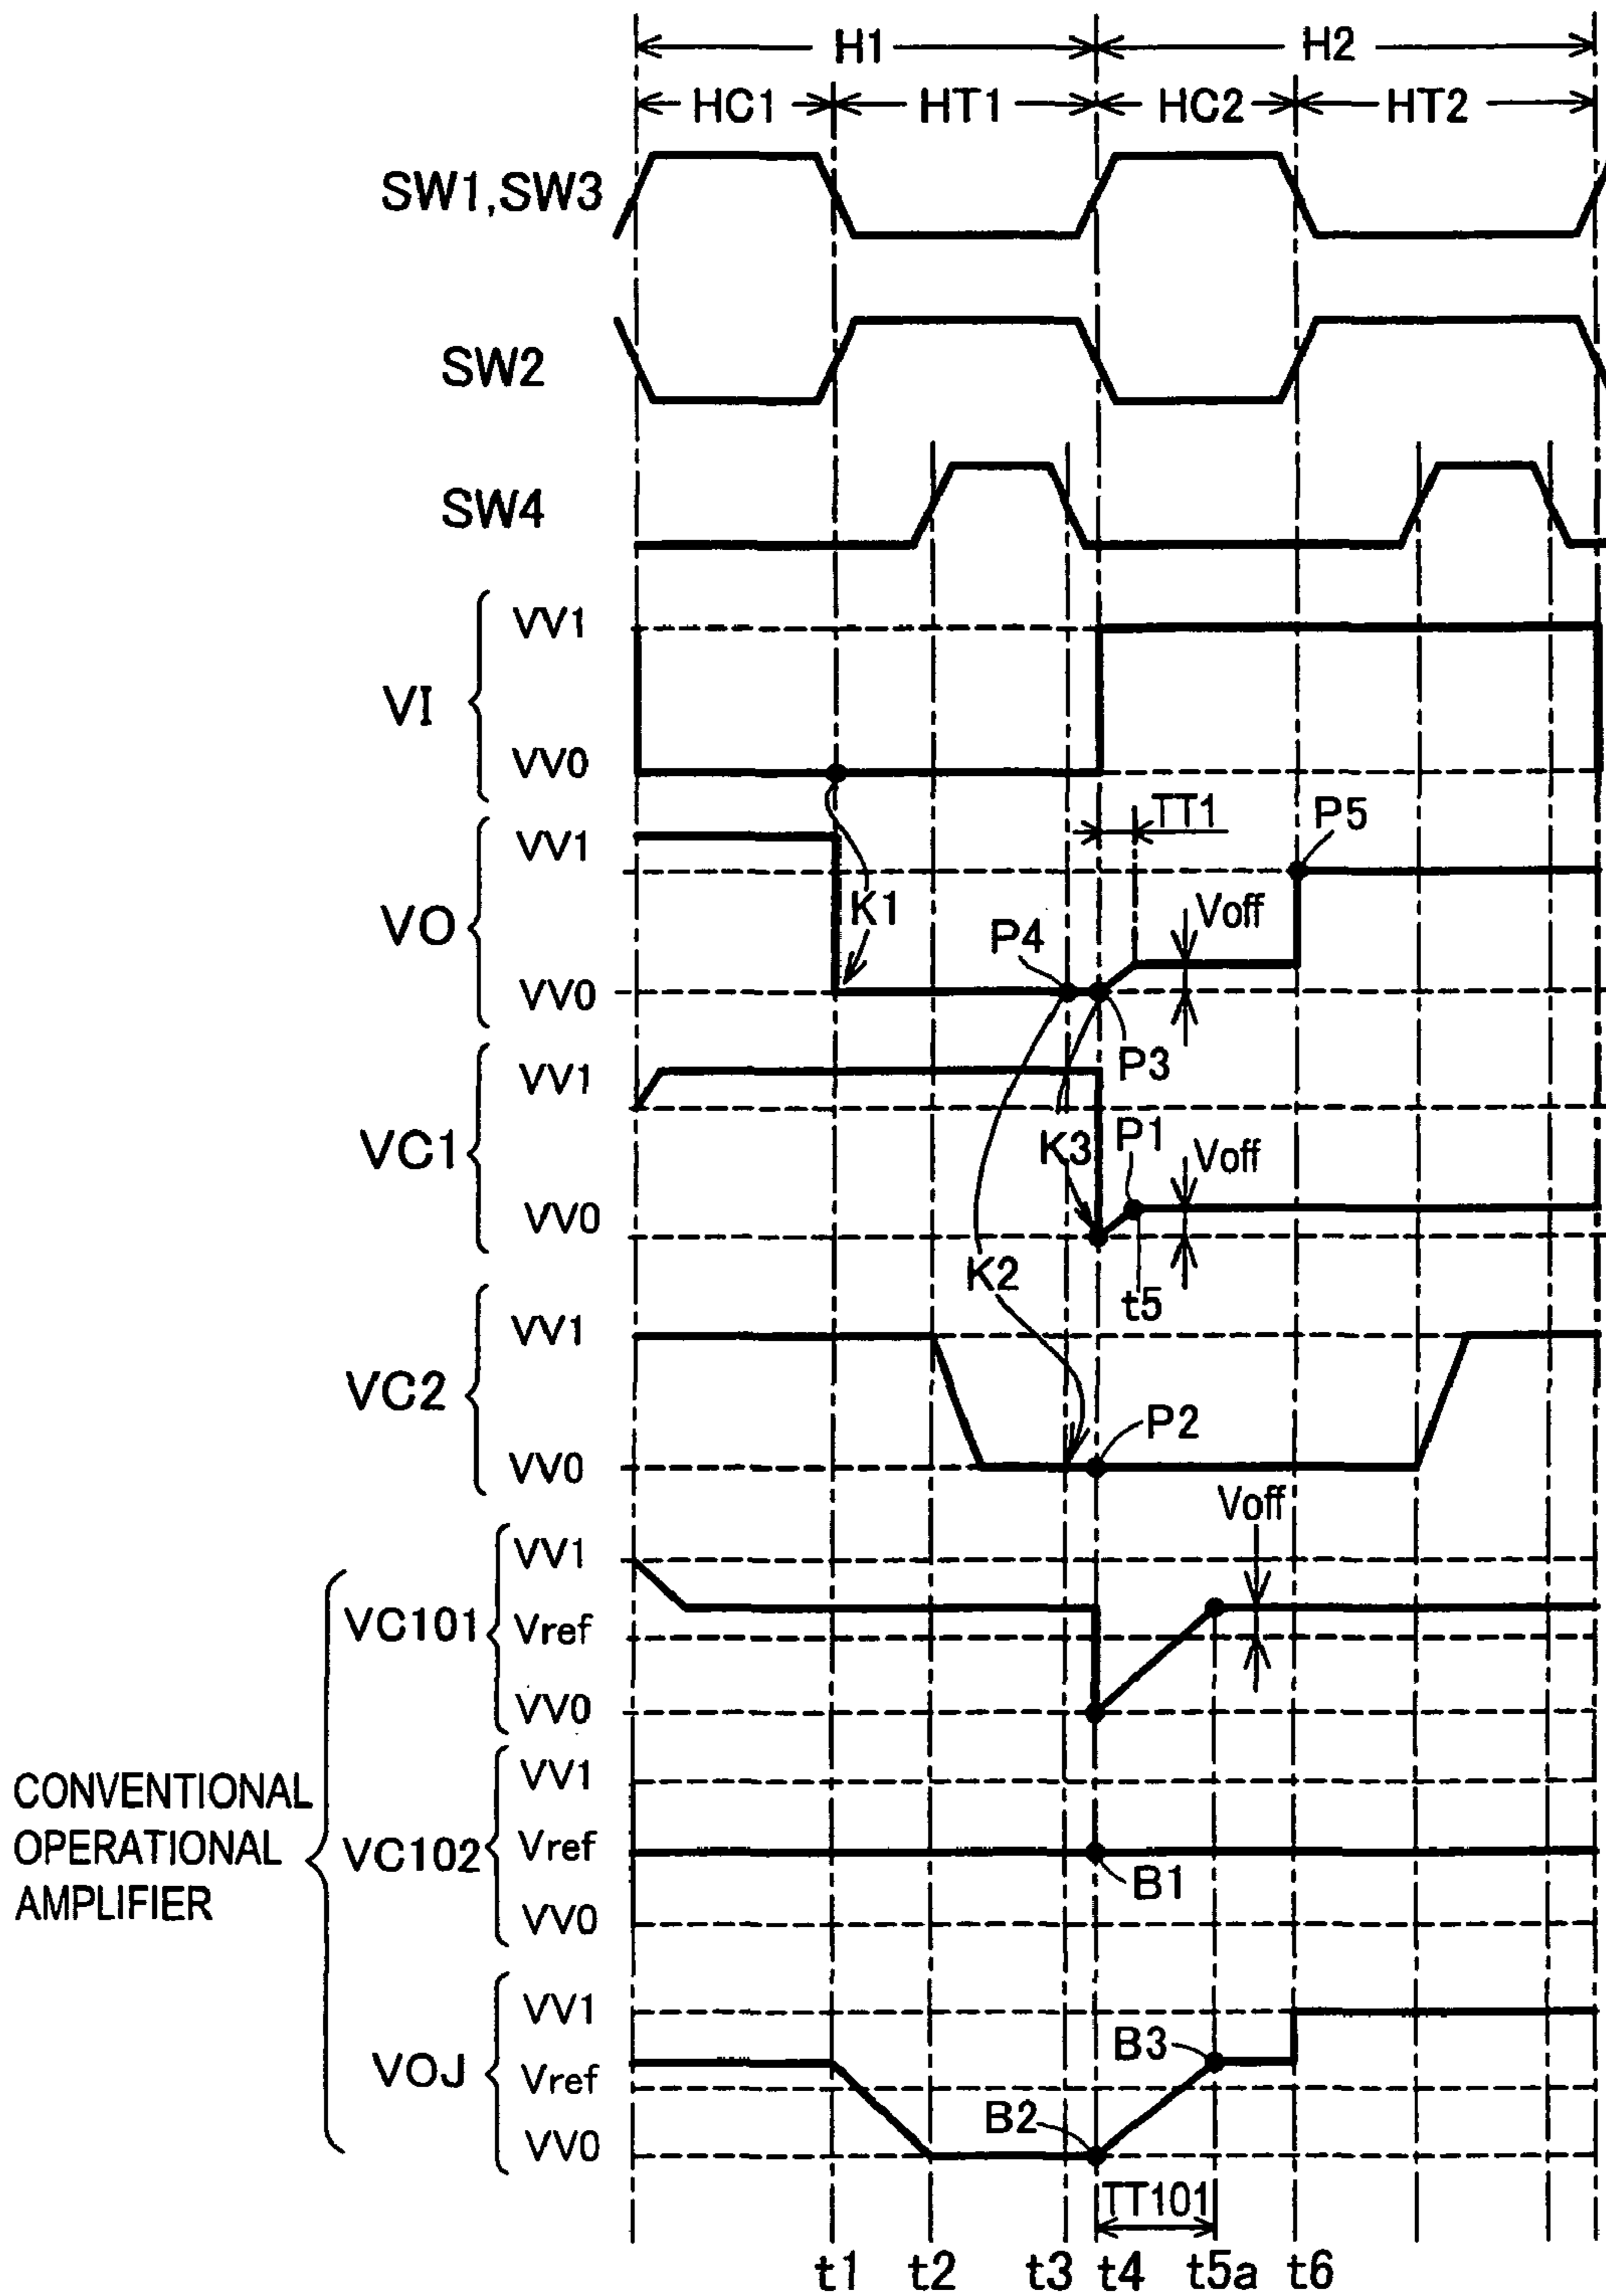 H1 H2
HC1 HT1 HC2 HT2
SW1,SW3
SW2
SW4
VI
VV1
VV0
TT1
P5
VO
VV1
K1
Voff
P4
VV0
P3
VC1
VV1
K3
P1
Voff
VV0
K2
t5
VC2
VV1
P2
VV0
Voff
CONVENTIONAL
OPERATIONAL
AMPLIFIER
VC101
VV1
Vref
VV0
VC102
VV1
Vref
B1
VV0
VOJ
VV1
B3
Vref
B2
VV0
TT101
t1 t2 t3 t4 t5a t6